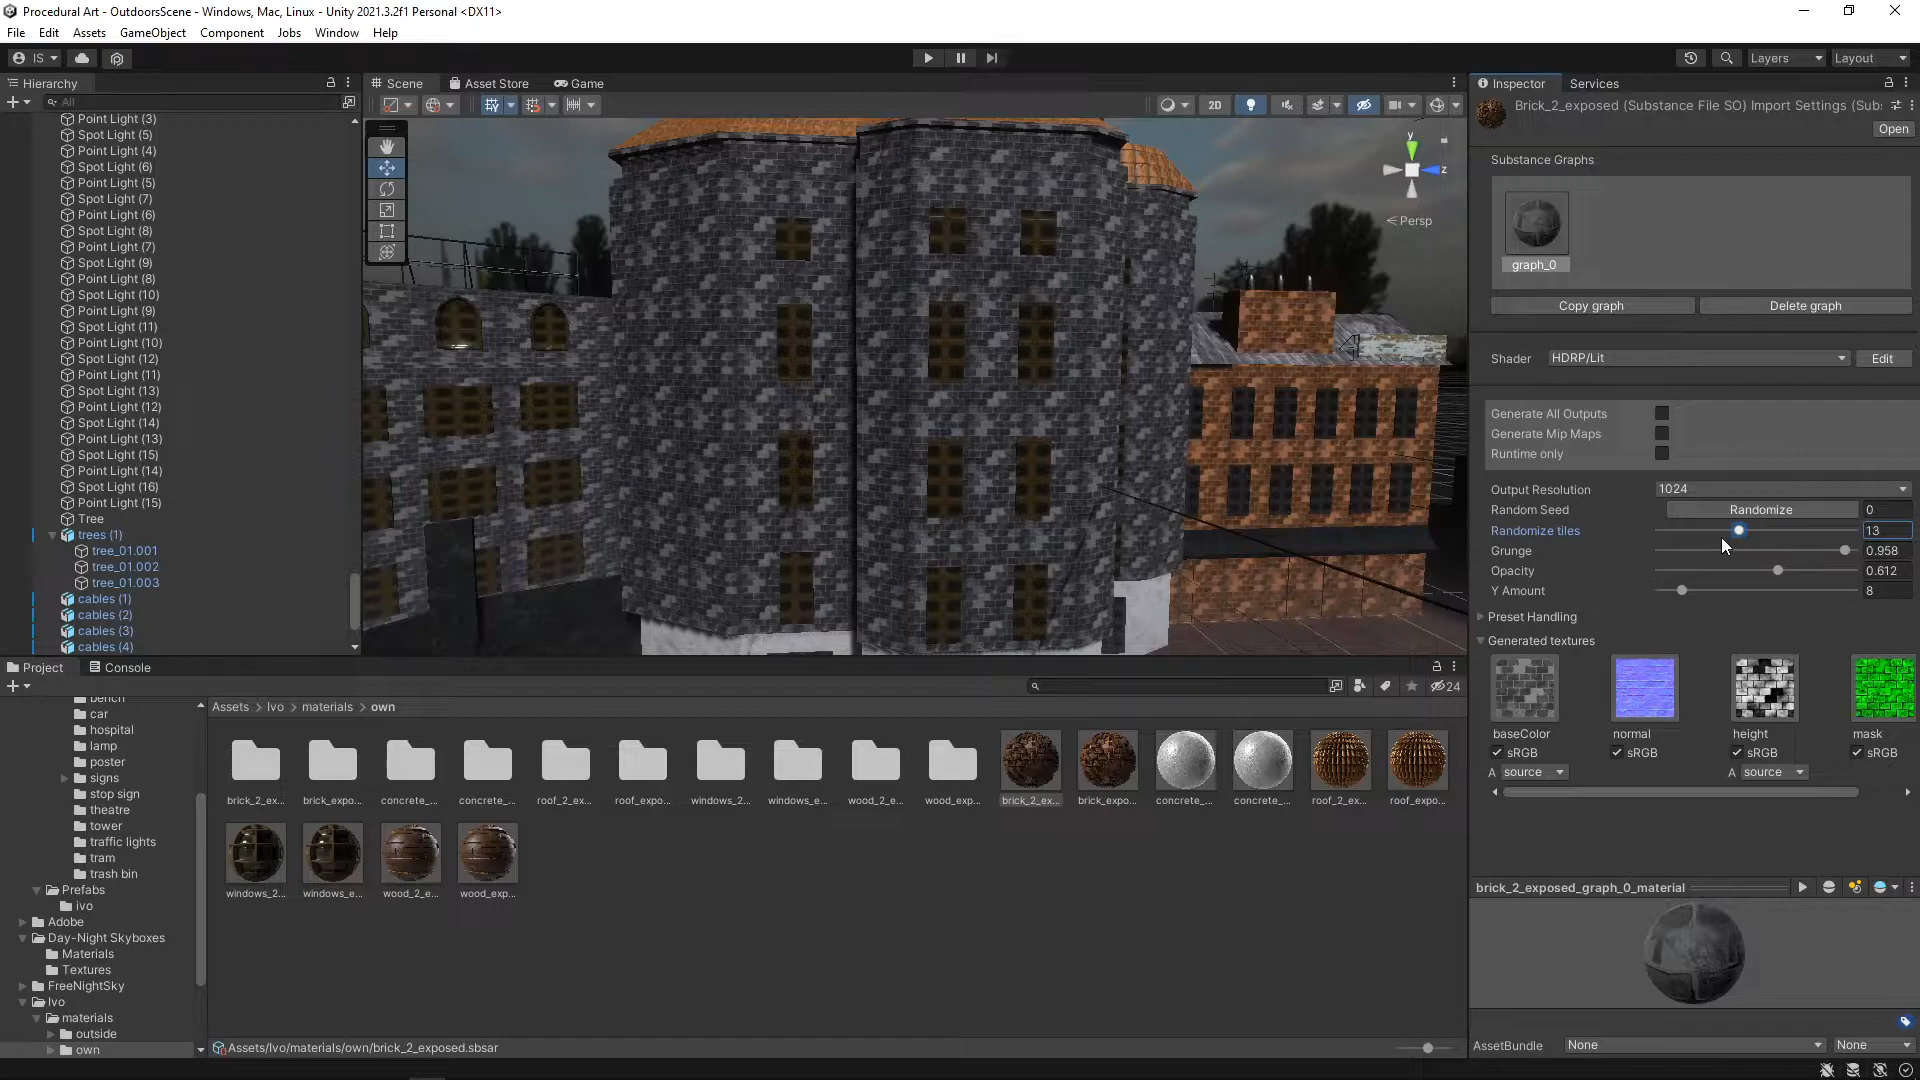 Procedural Art - OutdoorsScene - Windows, Mac, Linux - Unity 2021.3.2f1 Personal <DX11>
File Edit Assets GameObject Component Jobs Window Help
IS Layers Layout
Hierarchy
All
Point Light (3)
Spot Light (5)
Point Light (4)
Spot Light (6)
Point Light (5)
Spot Light (7)
Point Light (6)
Spot Light (8)
Point Light (7)
Spot Light (9)
Point Light (8)
Spot Light (10)
Point Light (9)
Spot Light (11)
Point Light (10)
Spot Light (12)
Point Light (11)
Spot Light (13)
Point Light (12)
Spot Light (14)
Point Light (13)
Spot Light (15)
Point Light (14)
Spot Light (16)
Point Light (15)
Tree
trees (1)
tree_01.001
tree_01.002
tree_01.003
cables (1)
cables (2)
cables (3)
cables (4)
Scene Asset Store Game
2D
y
z
< Persp
Inspector Services
Brick_2_exposed (Substance File SO) Import Settings (Sub:
Open
Substance Graphs
graph_0
Copy graph Delete graph
Shader HDRP/Lit Edit
Generate All Outputs
Generate Mip Maps
Runtime only
Output Resolution 1024
Random Seed Randomize 0
Randomize tiles 13
Grunge 0.958
Opacity 0.612
Y Amount 8
Preset Handling
Generated textures
baseColor normal height mask
sRGB sRGB sRGB sRGB
A source A source
brick_2_exposed_graph_0_material
AssetBundle None None
Project Console
24
bench
car
hospital
lamp
poster
signs
stop sign
theatre
tower
traffic lights
tram
trash bin
Prefabs
ivo
Adobe
Day-Night Skyboxes
Materials
Textures
FreeNightSky
Ivo
materials
outside
own
Assets > Ivo > materials > own
brick_2_ex... brick_expo... concrete_... concrete_... roof_2_ex... roof_expo... windows_2... windows_e... wood_2_e... wood_exp... brick_2_ex... brick_expo... concrete_... concrete_... roof_2_ex... roof_expo...
windows_2... windows_e... wood_2_e... wood_exp...
Assets/Ivo/materials/own/brick_2_exposed.sbsar